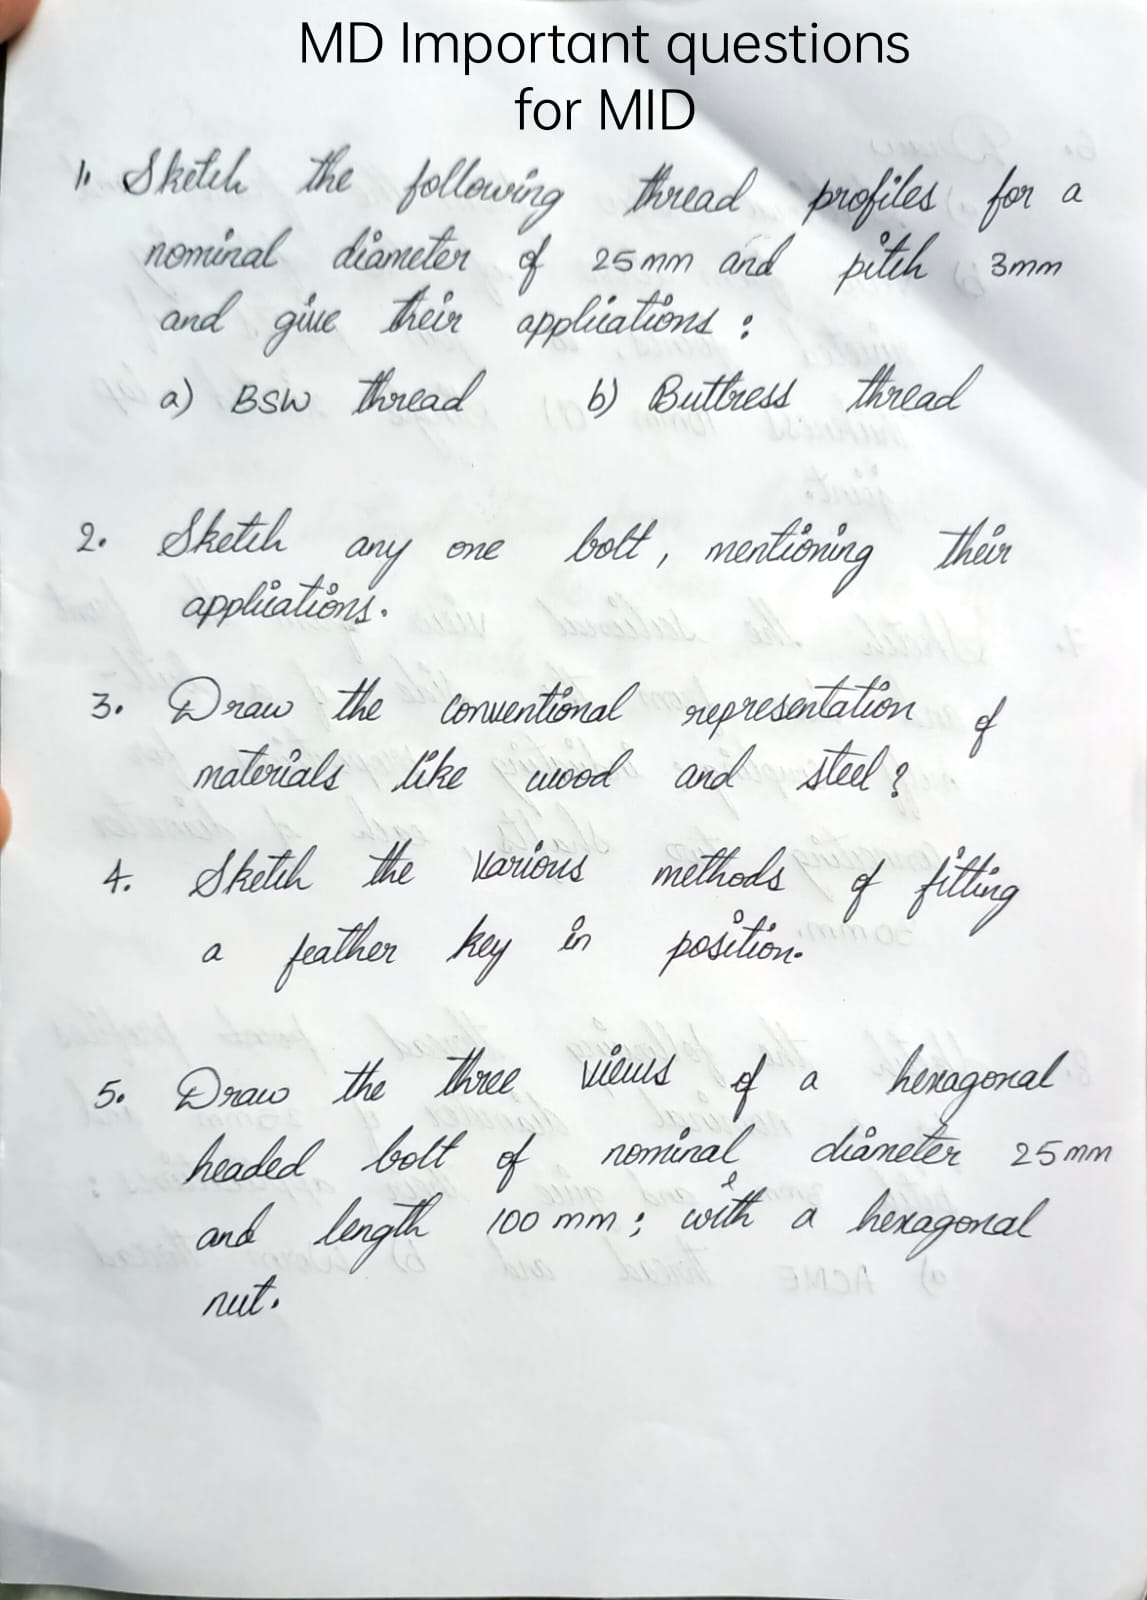 MD Important questions
for MID
1. Sketch the following thread profiles for a
nominal diameter of 25mm and pitch 3mm
and give their applications :
a) BSW thread b) Buttress thread
2. Sketch any one bolt, mentioning their
applications.
3. Draw the conventional representation of
materials like wood and steel?
4. Sketch the various methods of fitting
a feather key in position.
5. Draw the three views of a hexagonal
headed bolt of nominal diameter 25mm
and length 100 mm; with a hexagonal
nut.